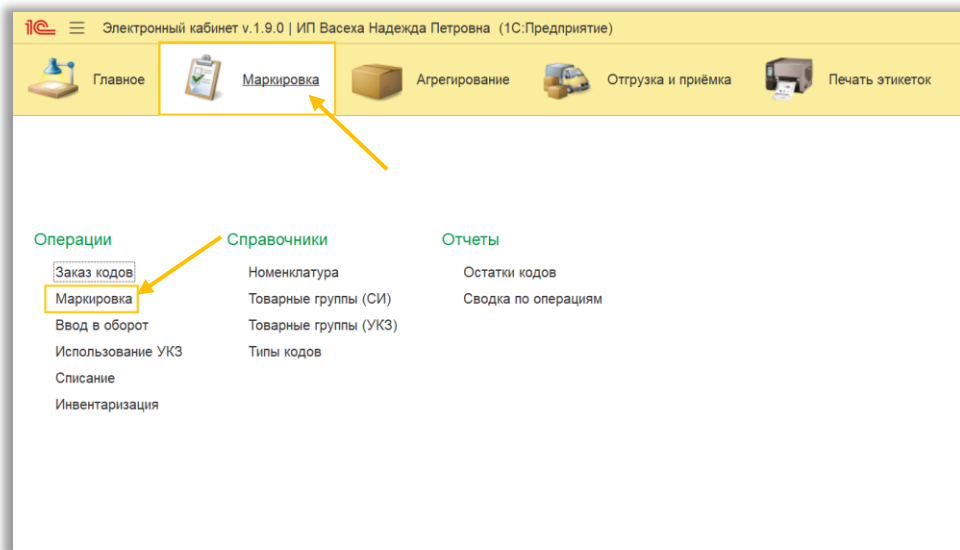 1С Электронный кабинет v.1.9.0 | ИП Васеха Надежда Петровна (1С:Предприятие)
Главное Маркировка Агрегирование Отгрузка и приёмка Печать этикеток
Операции Справочники Отчеты
Заказ кодов Номенклатура Остатки кодов
Маркировка Товарные группы (СИ) Сводка по операциям
Ввод в оборот Товарные группы (УКЗ)
Использование УКЗ Типы кодов
Списание
Инвентаризация